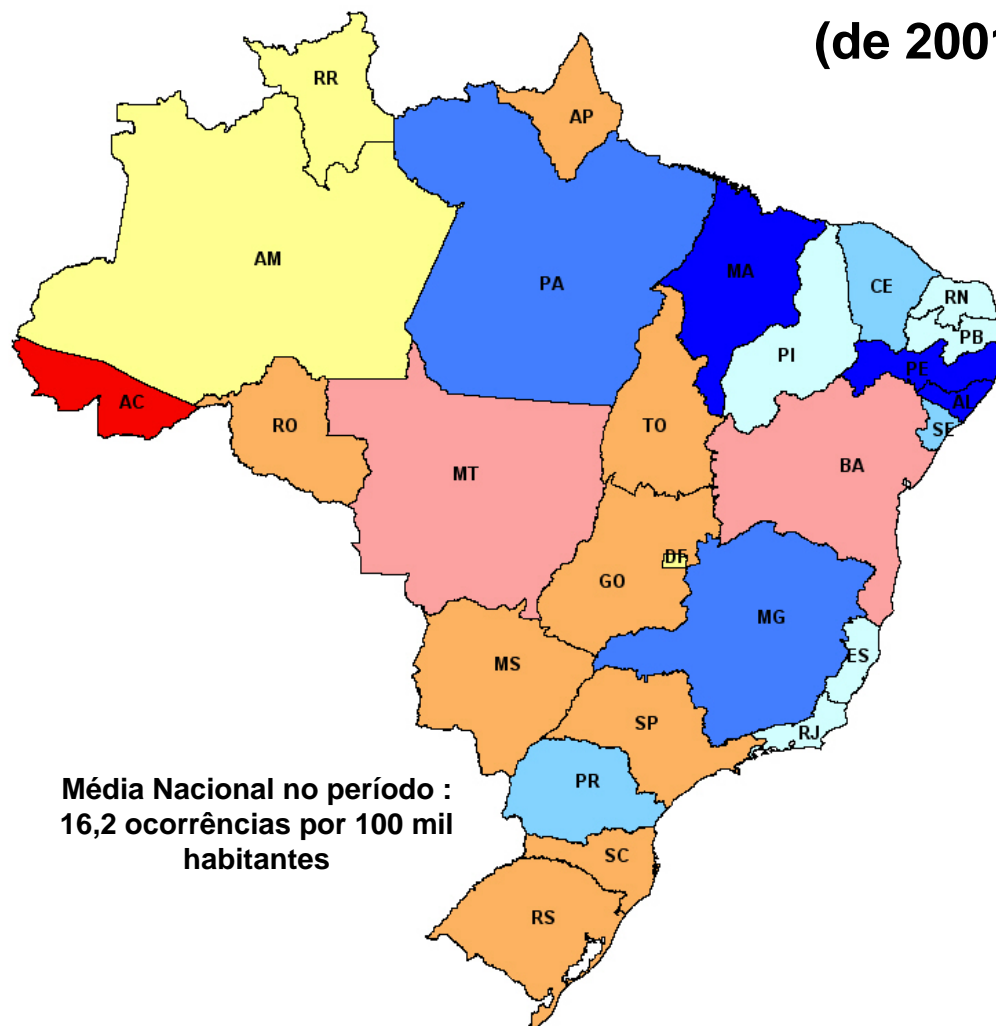 (de 2001
RR
AP
AM
PA
MA
CE
RN
PB
PI
PE
AL
SE
AC
RO
TO
BA
MT
DF
GO
MG
ES
MS
SP
RJ
PR
Média Nacional no período :
16,2 ocorrências por 100 mil
habitantes
SC
RS